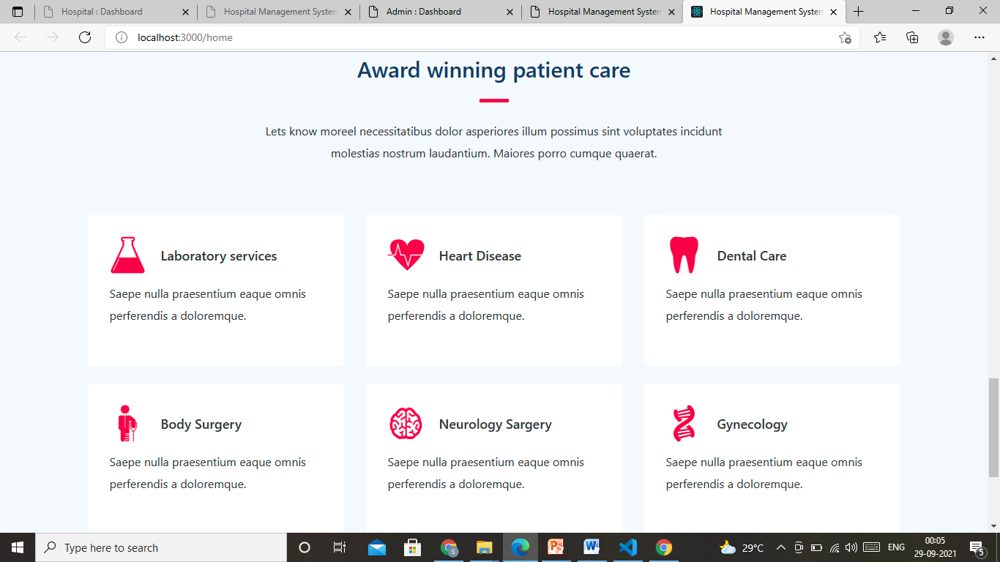 Hospital : Dashboard
Hospital Management System
Admin : Dashboard
Hospital Management System
Hospital Management System
localhost:3000/home
Award winning patient care
Lets know moreel necessitatibus dolor asperiores illum possimus sint voluptates incidunt
molestias nostrum laudantium. Maiores porro cumque quaerat.
Laboratory services
Saepe nulla praesentium eaque omnis
perferendis a doloremque.
Heart Disease
Saepe nulla praesentium eaque omnis
perferendis a doloremque.
Dental Care
Saepe nulla praesentium eaque omnis
perferendis a doloremque.
Body Surgery
Saepe nulla praesentium eaque omnis
perferendis a doloremque.
Neurology Sargery
Saepe nulla praesentium eaque omnis
perferendis a doloremque.
Gynecology
Saepe nulla praesentium eaque omnis
perferendis a doloremque.
Type here to search
S
P
W
29°C
ENG
00:05
29-09-2021
5